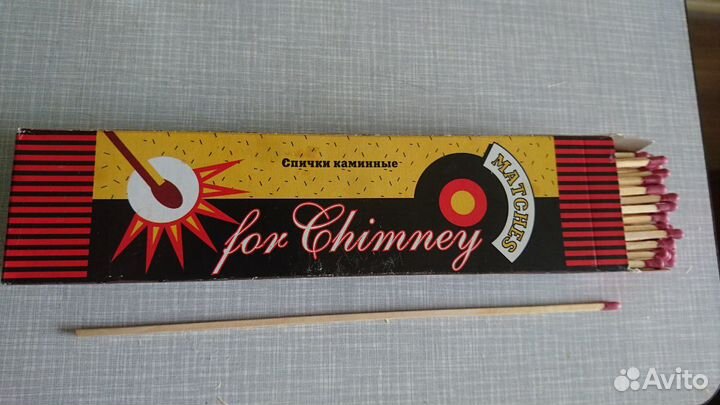 Спички каминные
for Chimney
MATCHES
Avito